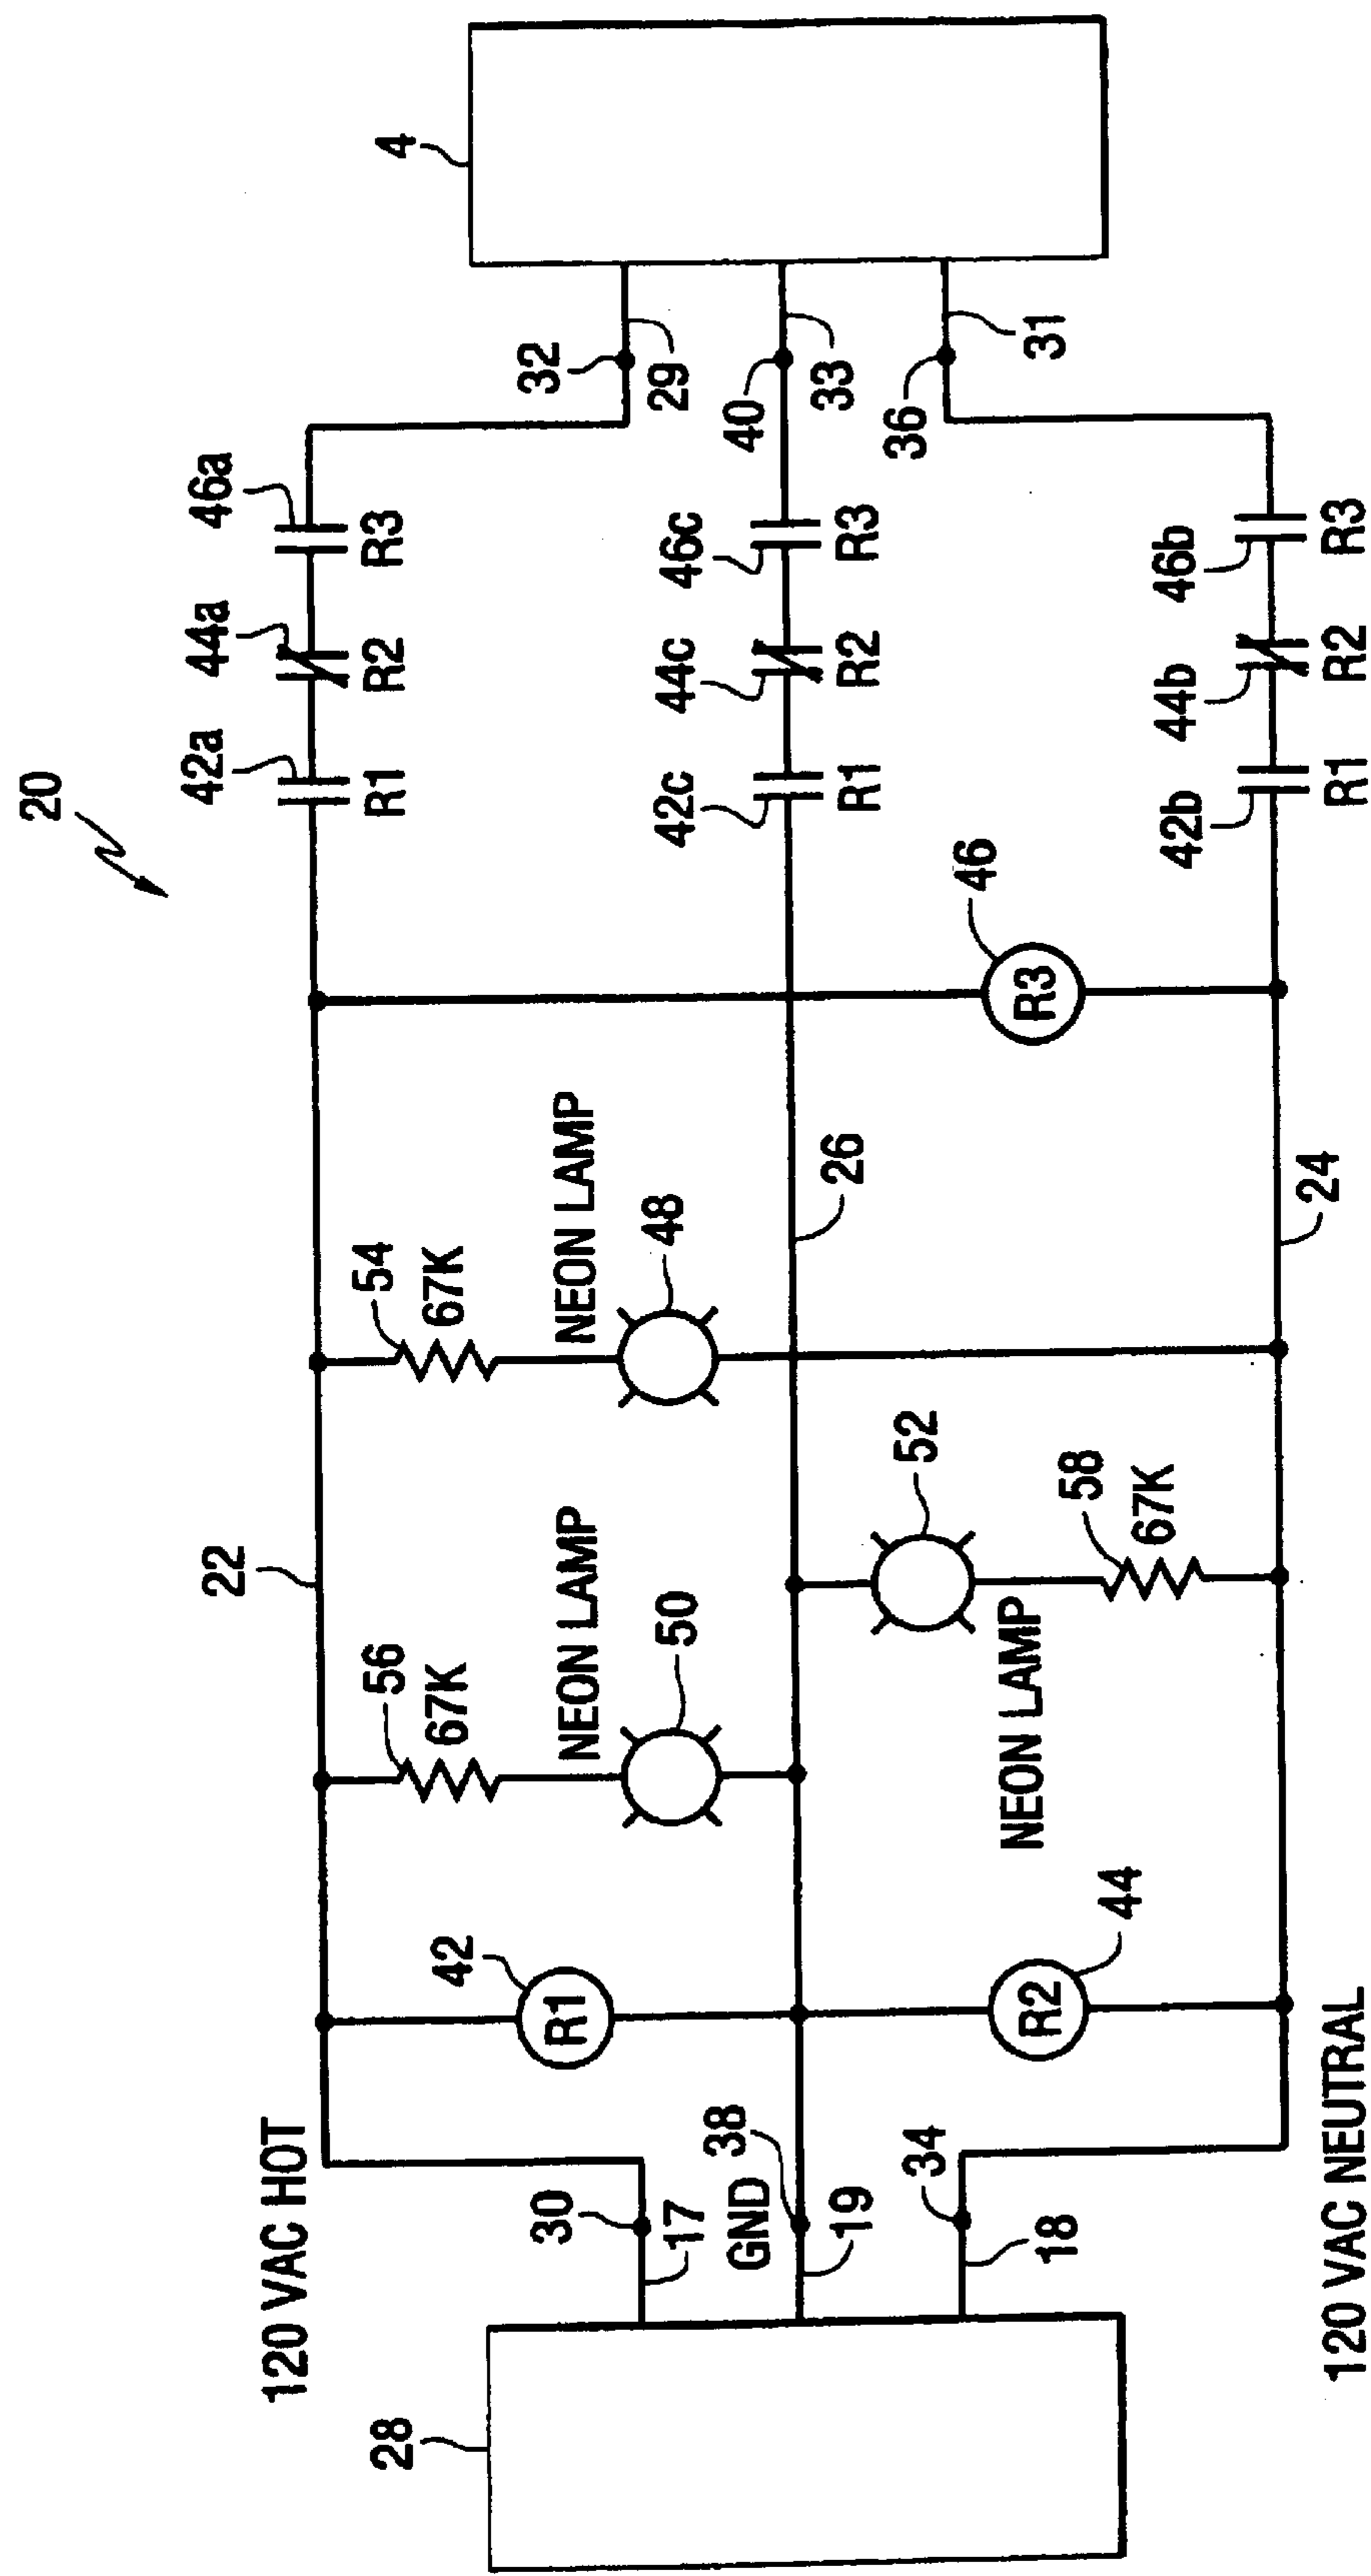 20
120 VAC HOT
22
42a
R1
44a
R2
46a
R3
56
67K
54
67K
NEON LAMP
50
NEON LAMP
48
28
30
17
GND
38
19
34
18
42
R1
R2
44
52
58
67K
NEON LAMP
26
24
46
R3
42c
R1
44c
R2
46c
R3
42b
R1
44b
R2
46b
R3
32
29
40
33
36
31
4
120 VAC NEUTRAL